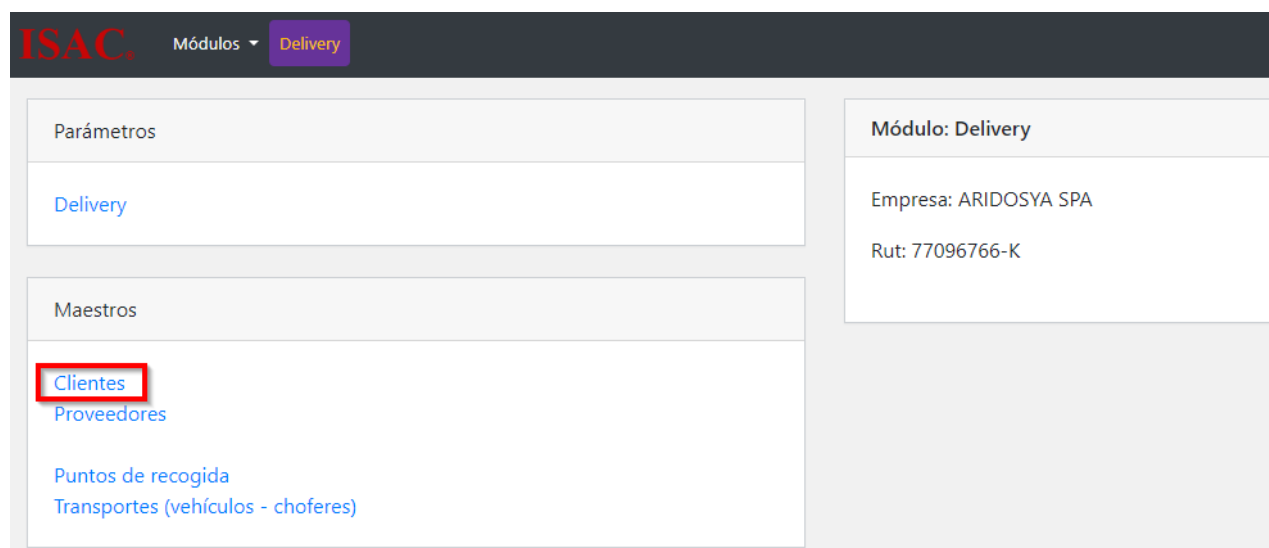 ISAC. Módulos Delivery
Parámetros
Delivery
Maestros
Clientes
Proveedores
Puntos de recogida
Transportes (vehículos - choferes)
Módulo: Delivery
Empresa: ARIDOSYA SPA
Rut: 77096766-K